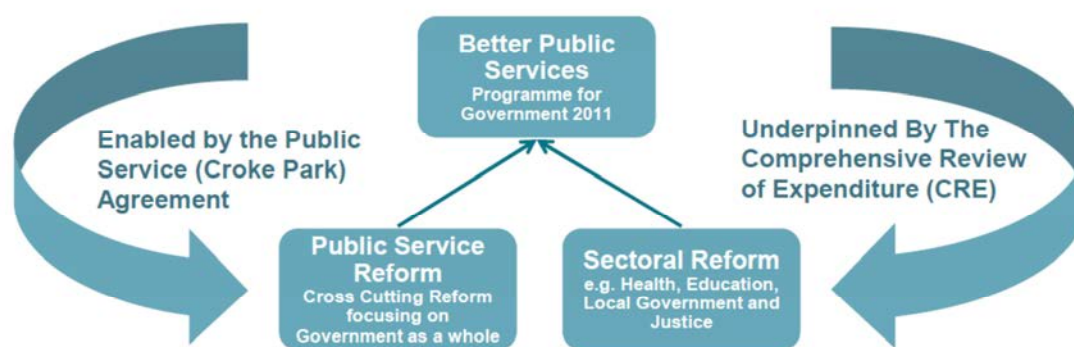 Better Public
Services
Programme for
Government 2011
Enabled by the Public
Service (Croke Park)
Agreement
Underpinned By The
Comprehensive Review
of Expenditure (CRE)
Public Service
Reform
Cross Cutting Reform
focusing on
Government as a whole
Sectoral Reform
e.g. Health, Education,
Local Government and
Justice